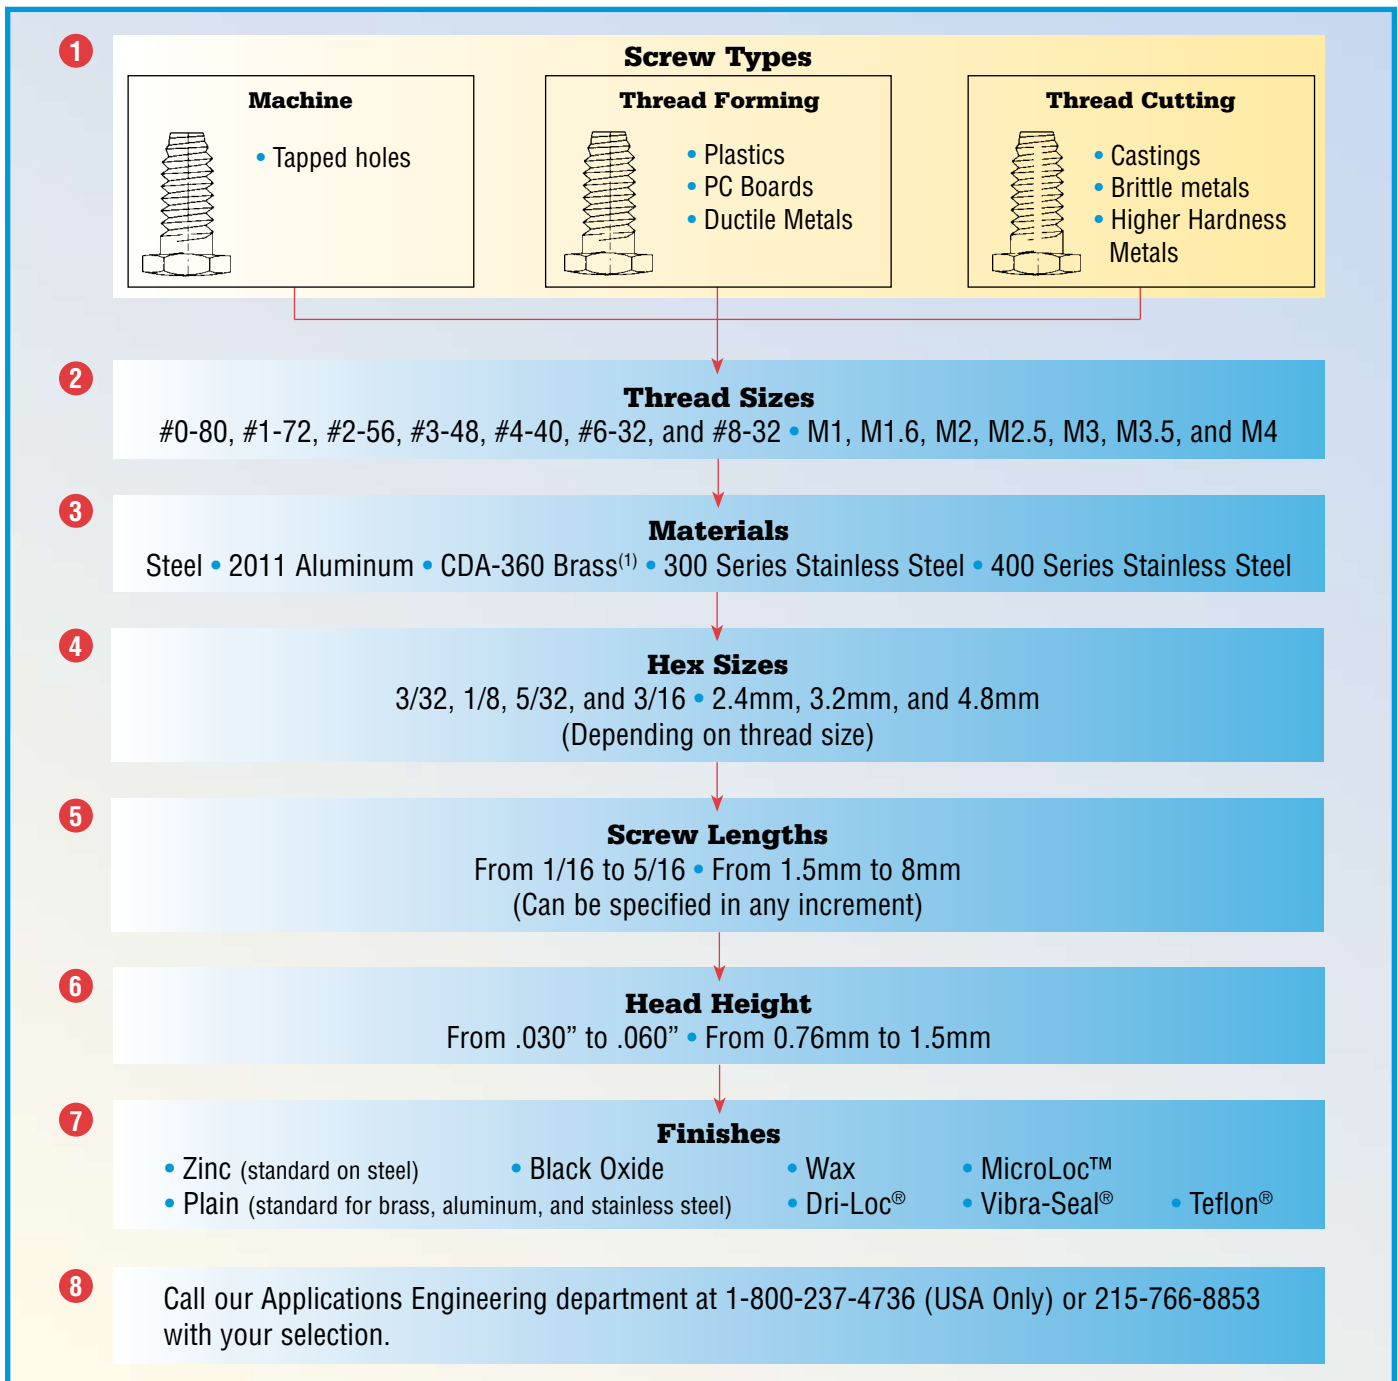 1
Screw Types
Machine
• Tapped holes
Thread Forming
• Plastics
• PC Boards
• Ductile Metals
Thread Cutting
• Castings
• Brittle metals
• Higher Hardness
Metals
2
Thread Sizes
#0-80, #1-72, #2-56, #3-48, #4-40, #6-32, and #8-32 • M1, M1.6, M2, M2.5, M3, M3.5, and M4
3
Materials
Steel • 2011 Aluminum • CDA-360 Brass⁽¹⁾ • 300 Series Stainless Steel • 400 Series Stainless Steel
4
Hex Sizes
3/32, 1/8, 5/32, and 3/16 • 2.4mm, 3.2mm, and 4.8mm
(Depending on thread size)
5
Screw Lengths
From 1/16 to 5/16 • From 1.5mm to 8mm
(Can be specified in any increment)
6
Head Height
From .030” to .060” • From 0.76mm to 1.5mm
7
Finishes
• Zinc (standard on steel) • Black Oxide • Wax • MicroLoc™
• Plain (standard for brass, aluminum, and stainless steel) • Dri-Loc® • Vibra-Seal® • Teflon®
8
Call our Applications Engineering department at 1-800-237-4736 (USA Only) or 215-766-8853
with your selection.